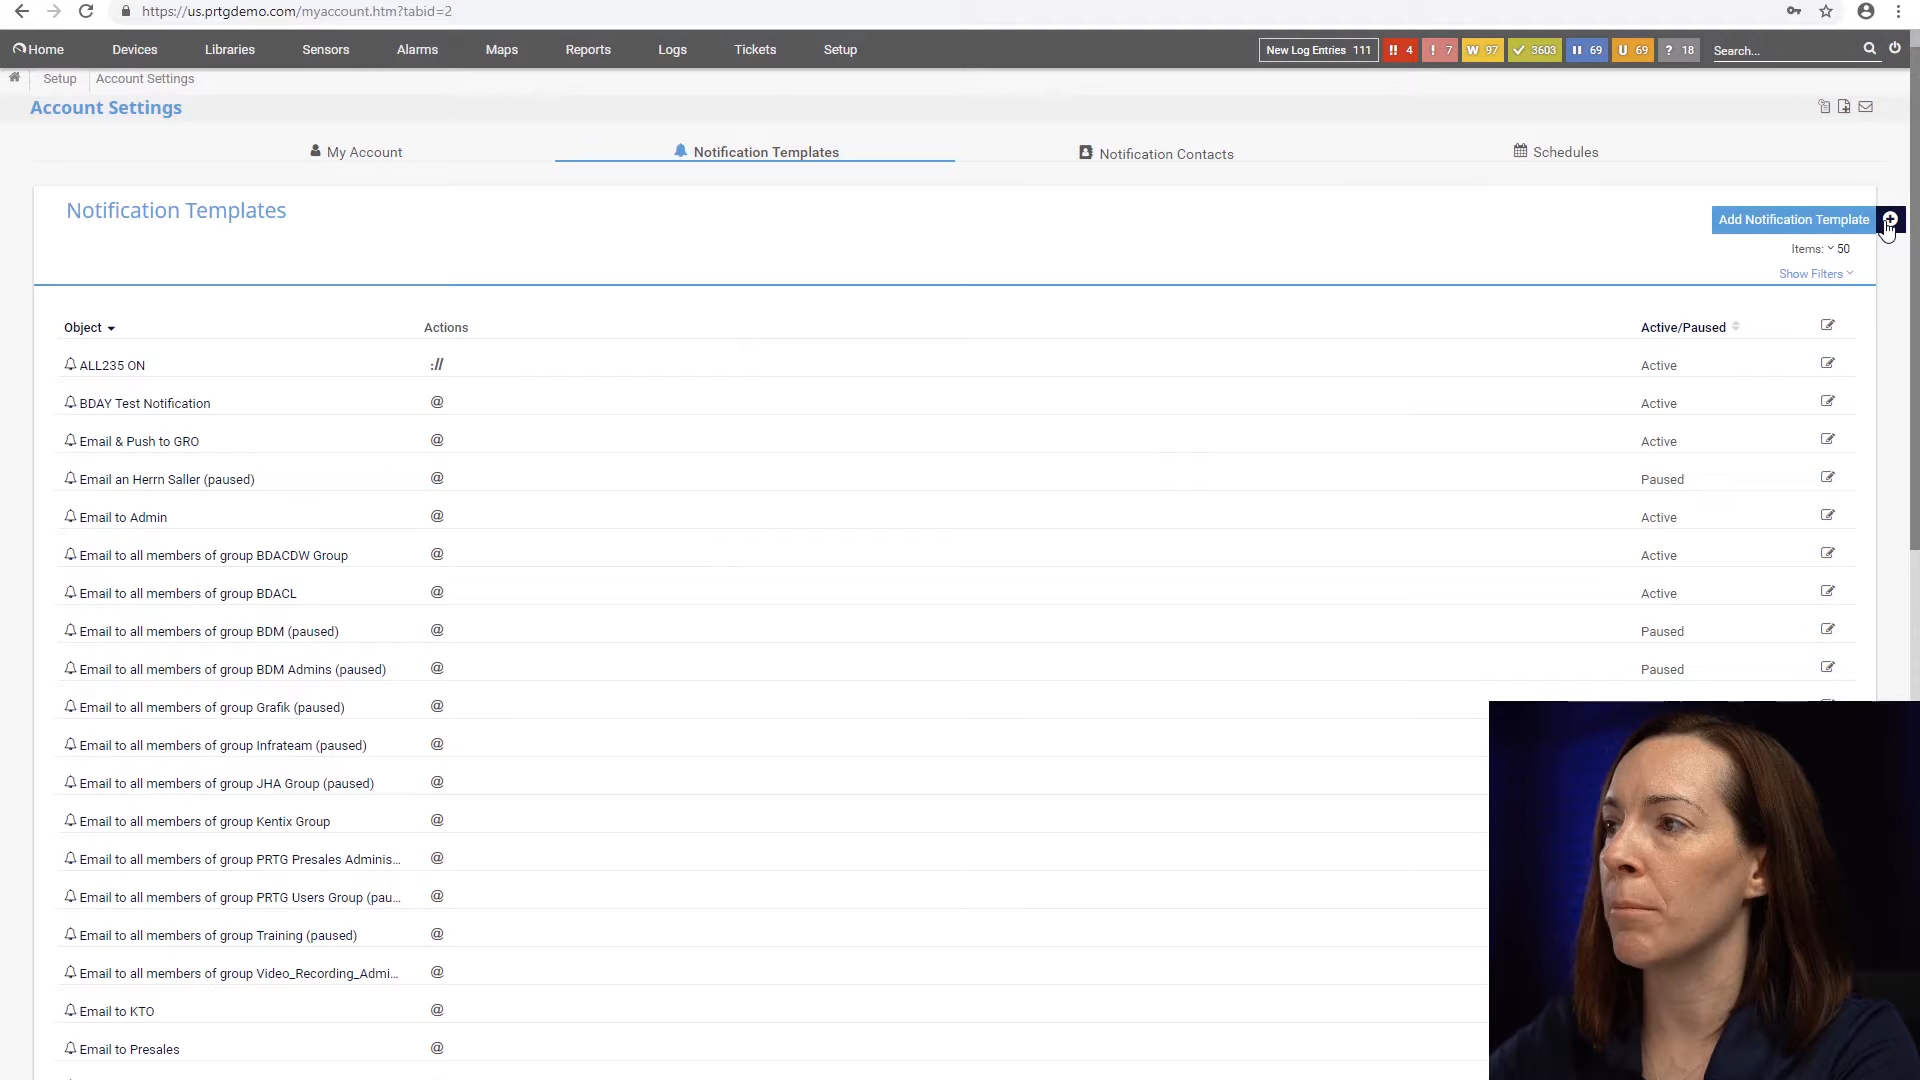 https://us.prtgdemo.com/myaccount.htm?tabid=2
Home Devices Libraries Sensors Alarms Maps Reports Logs Tickets Setup New Log Entries 111 !! 4 ! 7 W 97 3603 69 U 69 ? 18 Search...
Setup Account Settings
Account Settings
My Account Notification Templates Notification Contacts Schedules
Notification Templates
Add Notification Template
Items: 50
Show Filters
Object Actions Active/Paused
ALL235 ON :// Active
BDAY Test Notification @ Active
Email & Push to GRO @ Active
Email an Herrn Saller (paused) @ Paused
Email to Admin @ Active
Email to all members of group BDACDW Group @ Active
Email to all members of group BDACL @ Active
Email to all members of group BDM (paused) @ Paused
Email to all members of group BDM Admins (paused) @ Paused
Email to all members of group Grafik (paused) @
Email to all members of group Infrateam (paused) @
Email to all members of group JHA Group (paused) @
Email to all members of group Kentix Group @
Email to all members of group PRTG Presales Adminis... @
Email to all members of group PRTG Users Group (pau... @
Email to all members of group Training (paused) @
Email to all members of group Video_Recording_Admi... @
Email to KTO @
Email to Presales @